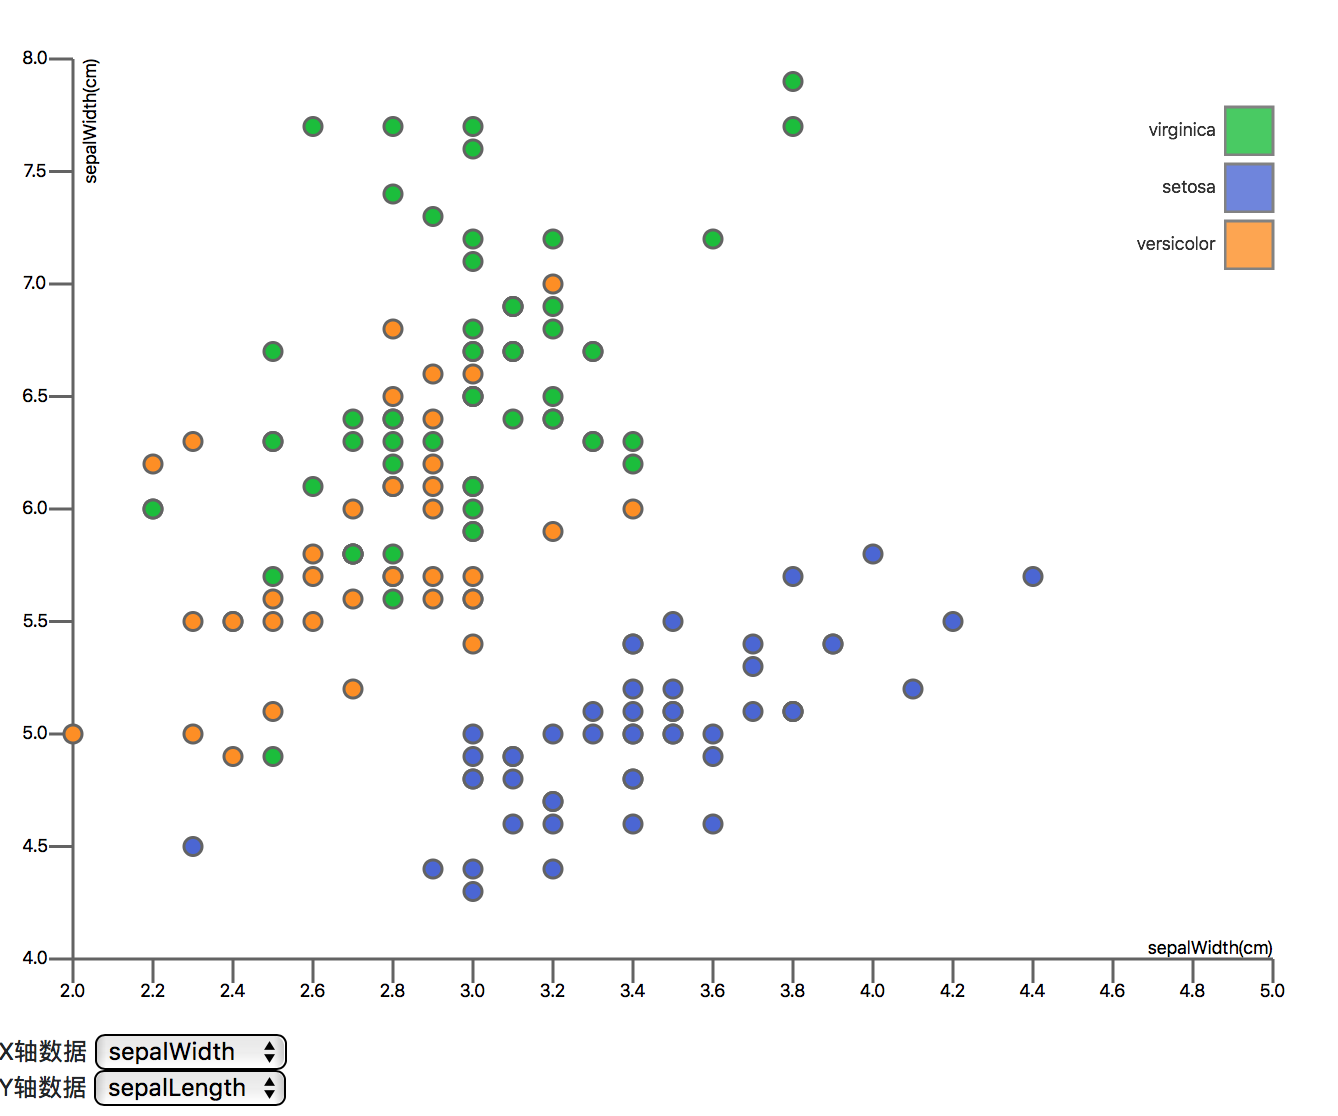 8.0
7.5
7.0
6.5
6.0
5.5
5.0
4.5
4.0
sepalWidth(cm)
virginica
setosa
versicolor
sepalWidth(cm)
2.0 2.2 2.4 2.6 2.8 3.0 3.2 3.4 3.6 3.8 4.0 4.2 4.4 4.6 4.8 5.0
X轴数据 sepalWidth
Y轴数据 sepalLength